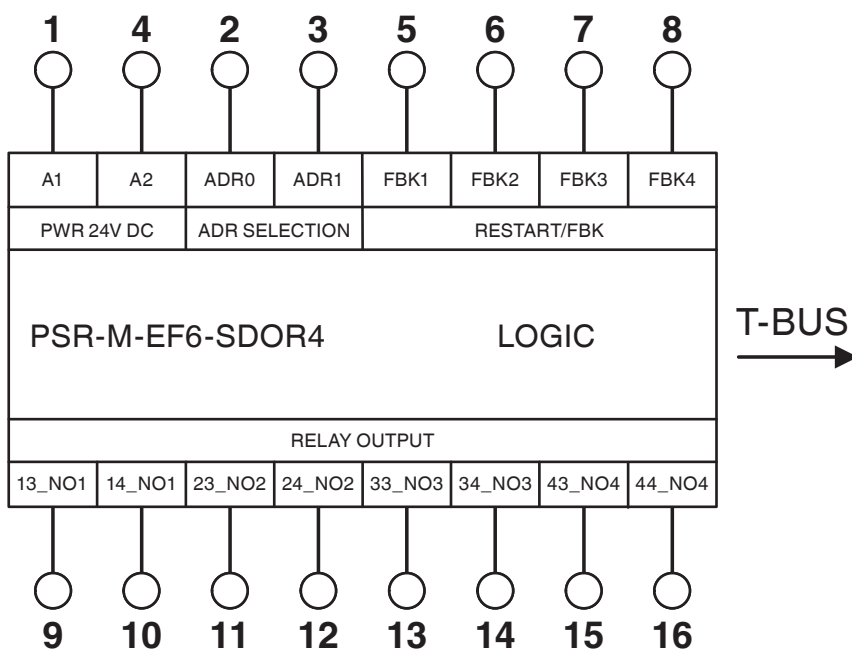 1 4 2 3 5 6 7 8
A1 A2 ADR0 ADR1 FBK1 FBK2 FBK3 FBK4
PWR 24V DC ADR SELECTION RESTART/FBK
PSR-M-EF6-SDOR4 LOGIC
T-BUS
RELAY OUTPUT
13_NO1 14_NO1 23_NO2 24_NO2 33_NO3 34_NO3 43_NO4 44_NO4
9 10 11 12 13 14 15 16